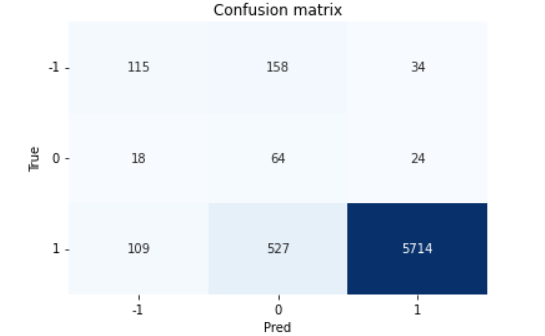 Confusion matrix
-1 115 158 34
0 18 64 24
1 109 527 5714
True
-1 0 1
Pred